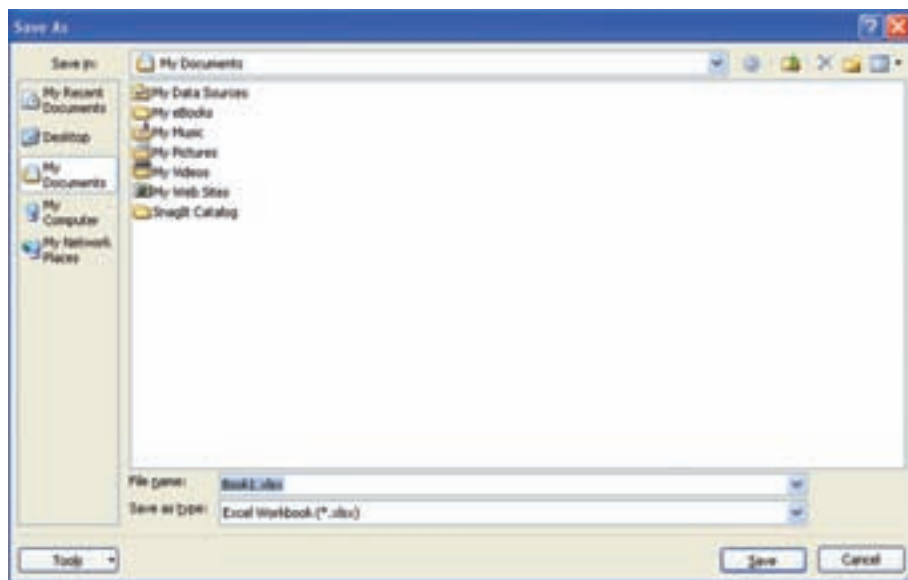 Save As
Save in:
My Documents
My Recent
Documents
Desktop
My
Documents
My
Computer
My Network
Places
My Data Sources
My eBooks
My Music
My Pictures
My Videos
My Web Sites
SnagIt Catalog
File name:
Book1.xlsx
Save as type:
Excel Workbook (*.xlsx)
Tools
Save
Cancel